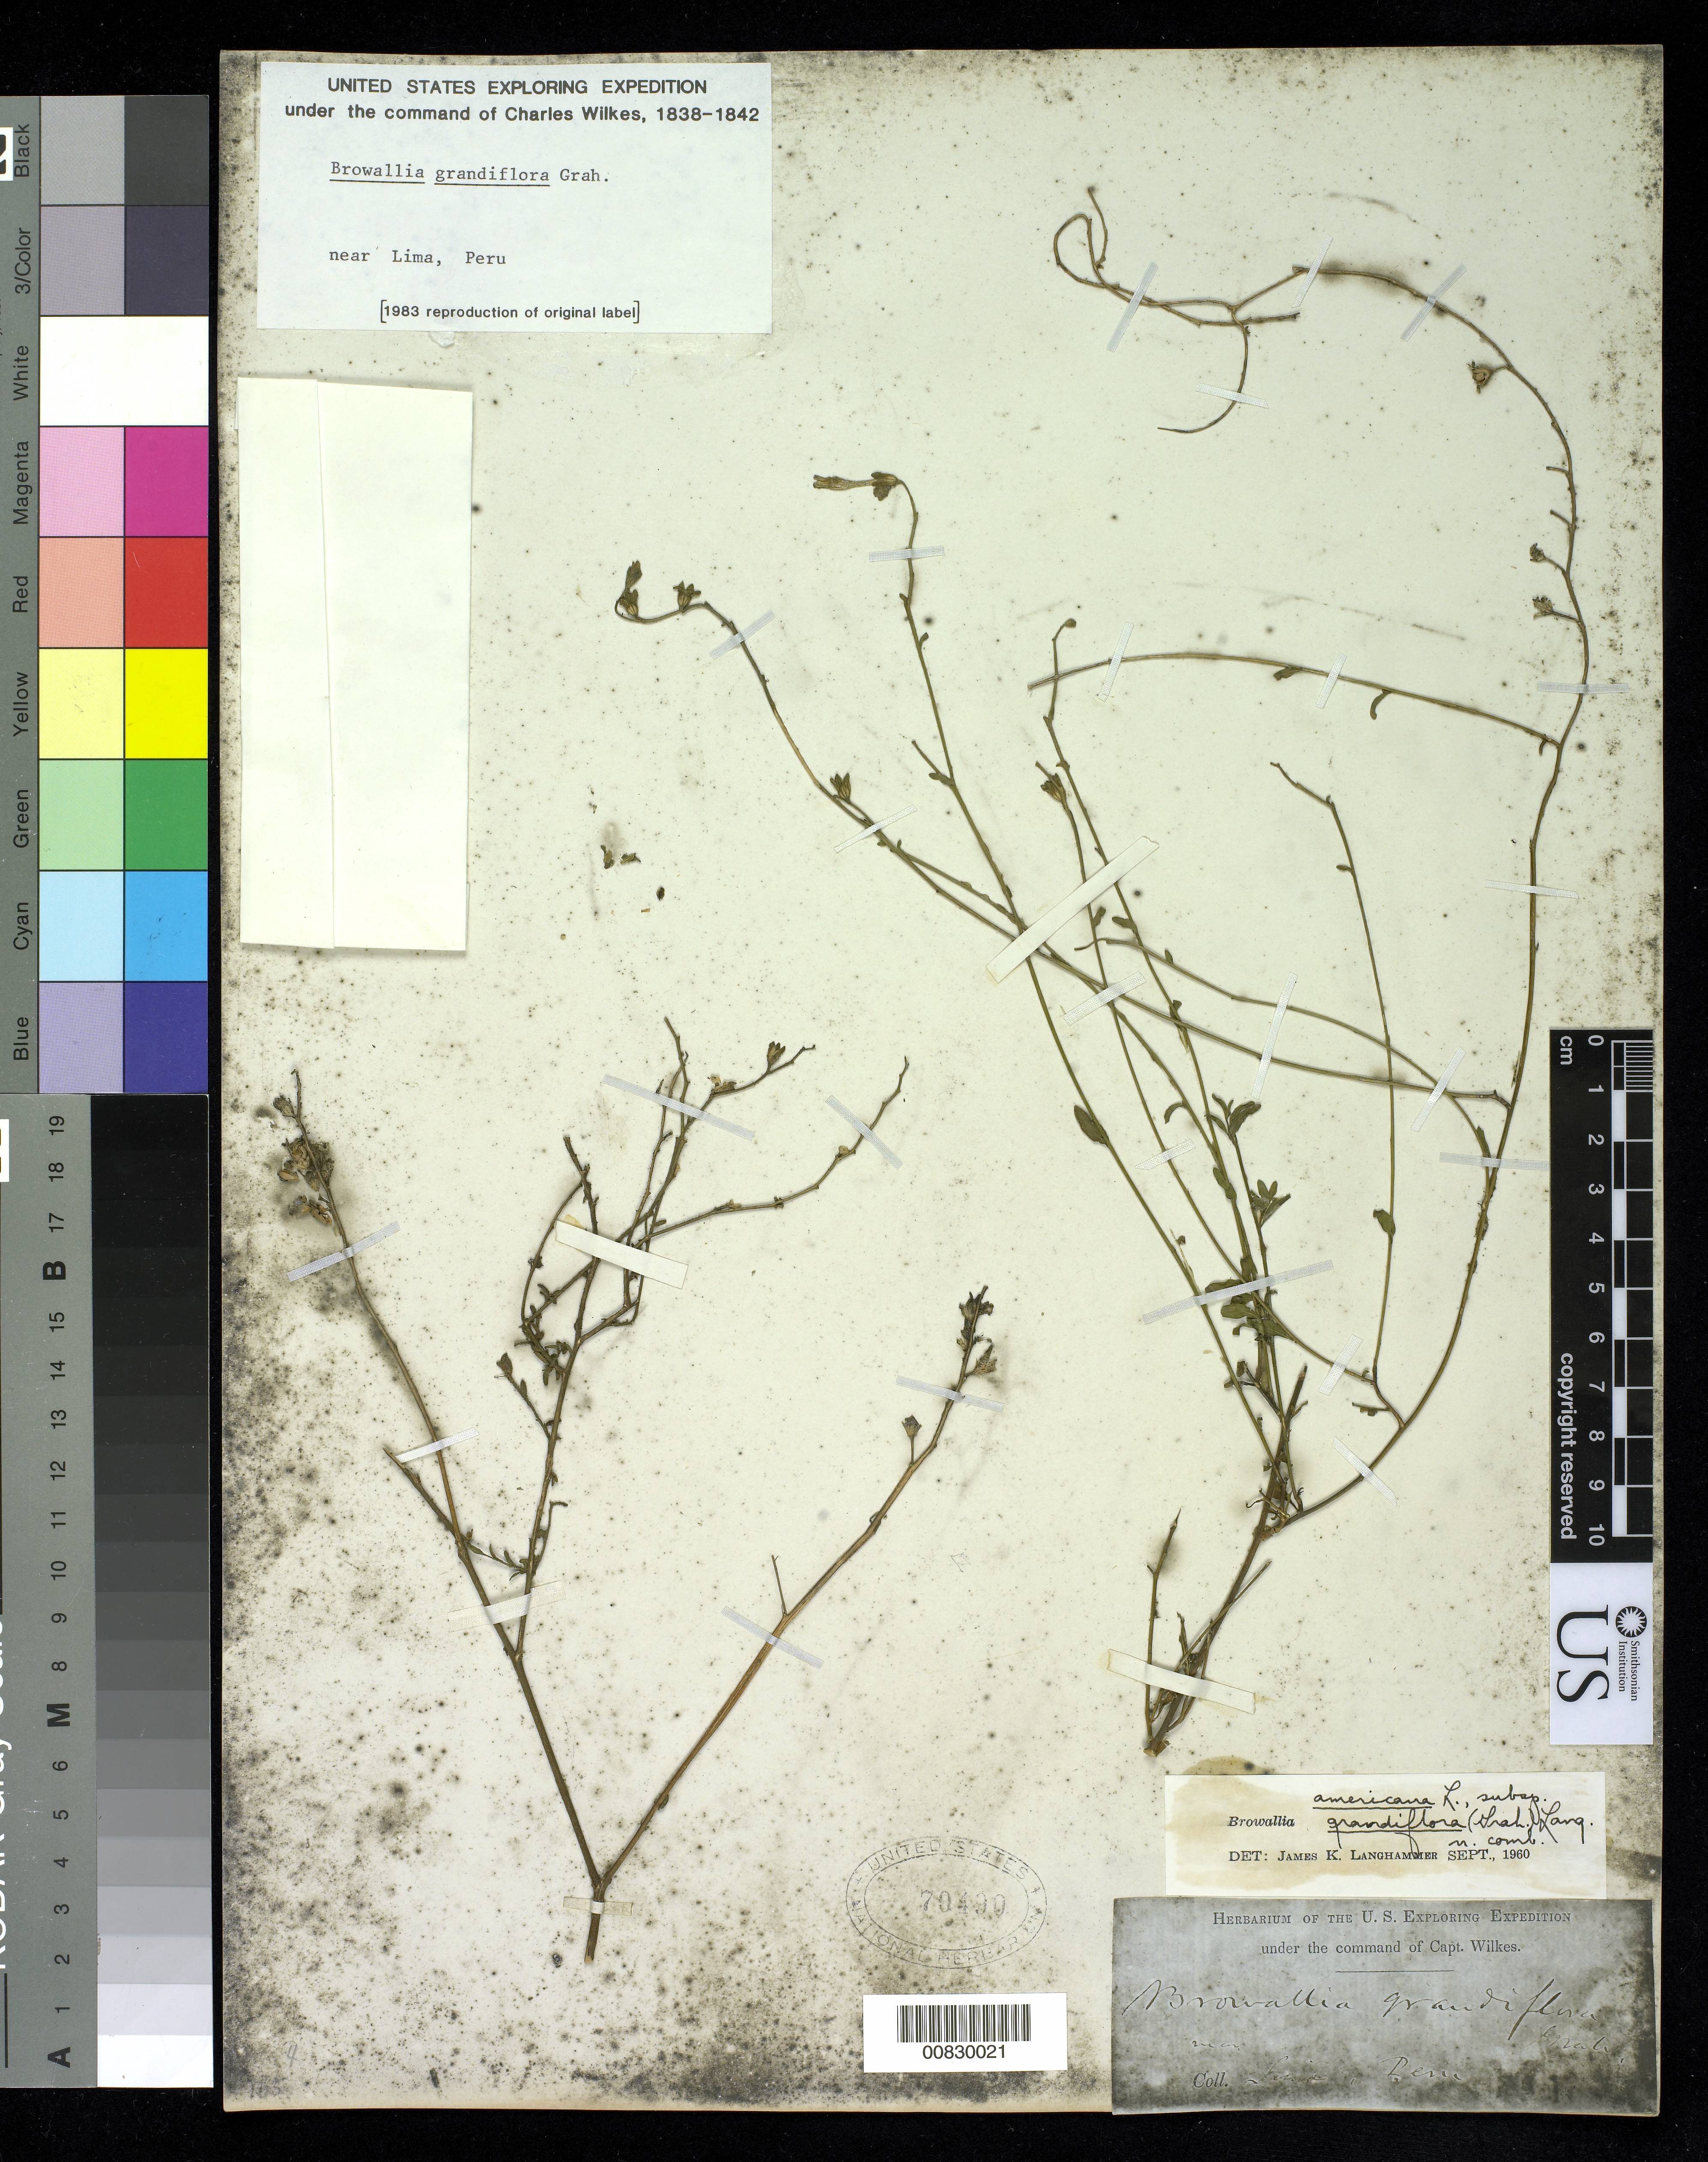 UNITED STATES EXPLORING EXPEDITION
under the command of Charles Wilkes, 1838-1842
Browallia grandiflora Grah.
near Lima, Peru
[1983 reproduction of original label]
Black
3/Color
White
Magenta
Red
Yellow
Green
Cyan
Blue
19
18
17
B
15
14
13
12
11
10
9
8
M
6
5
4
3
2
1
A
cm
0
1
2
3
4
5
6
7
8
9
10
copyright reserved
Smithsonian
Institution
US
americana L., subsp.
Browallia grandiflora (Grah.) Lang.
n. comb.
DET: JAMES K. LANGHAMMER SEPT., 1960
UNITED STATES
70490
NATIONAL HERBARIUM
00830021
HERBARIUM OF THE U. S. EXPLORING EXPEDITION
under the command of Capt. Wilkes.
Browallia grandiflora
near Grah.
Coll. Lima, Peru